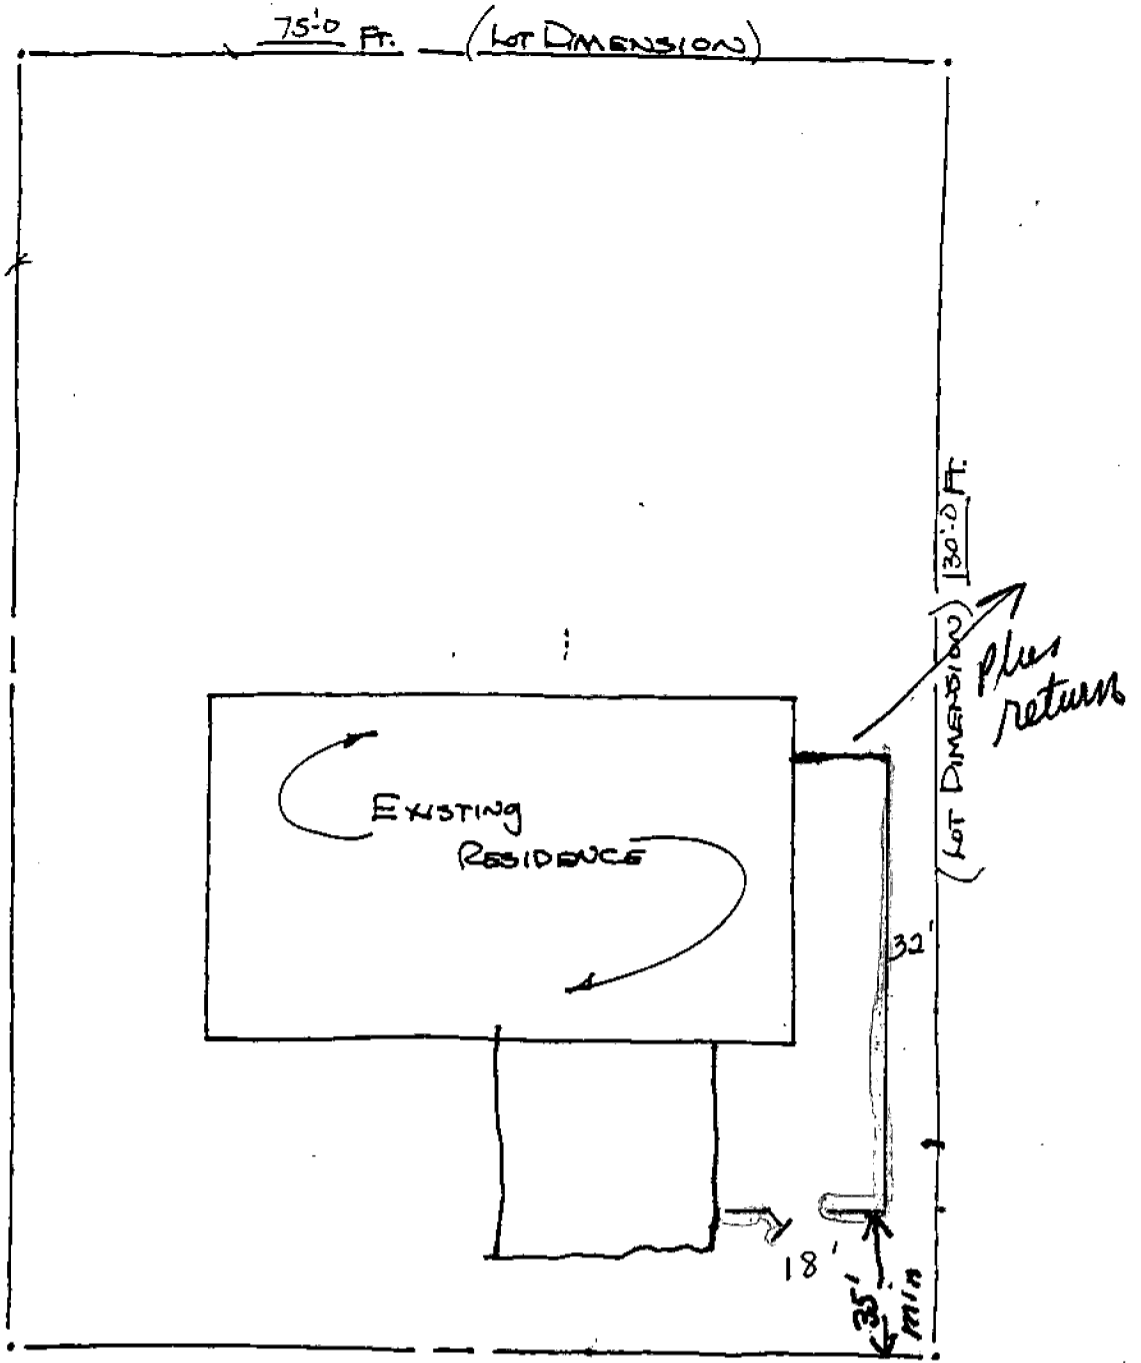 75'-0 Ft. (Lot Dimension)
(Lot Dimension) 130'-0 Ft.
plus
return
Existing
Residence
32'
18'
35'
min